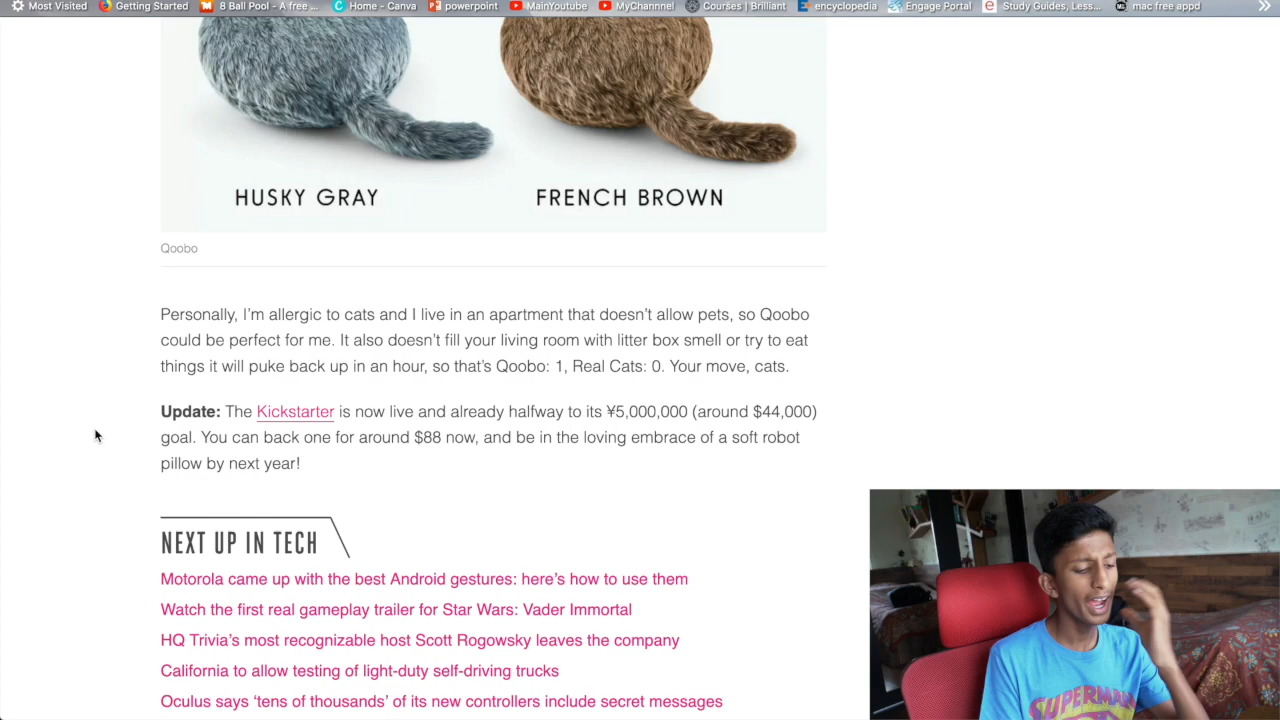 Most Visited Getting Started 8 Ball Pool - A free ... Home - Canva powerpoint MainYoutube MyChannnel Courses | Brilliant encyclopedia Engage Portal Study Guides, Less... mac free appd
HUSKY GRAY FRENCH BROWN
Qoobo
Personally, I'm allergic to cats and I live in an apartment that doesn't allow pets, so Qoobo
could be perfect for me. It also doesn't fill your living room with litter box smell or try to eat
things it will puke back up in an hour, so that's Qoobo: 1, Real Cats: 0. Your move, cats.
Update: The Kickstarter is now live and already halfway to its ¥5,000,000 (around $44,000)
goal. You can back one for around $88 now, and be in the loving embrace of a soft robot
pillow by next year!
NEXT UP IN TECH
Motorola came up with the best Android gestures: here's how to use them
Watch the first real gameplay trailer for Star Wars: Vader Immortal
HQ Trivia's most recognizable host Scott Rogowsky leaves the company
California to allow testing of light-duty self-driving trucks
Oculus says 'tens of thousands' of its new controllers include secret messages
SUPERMAN